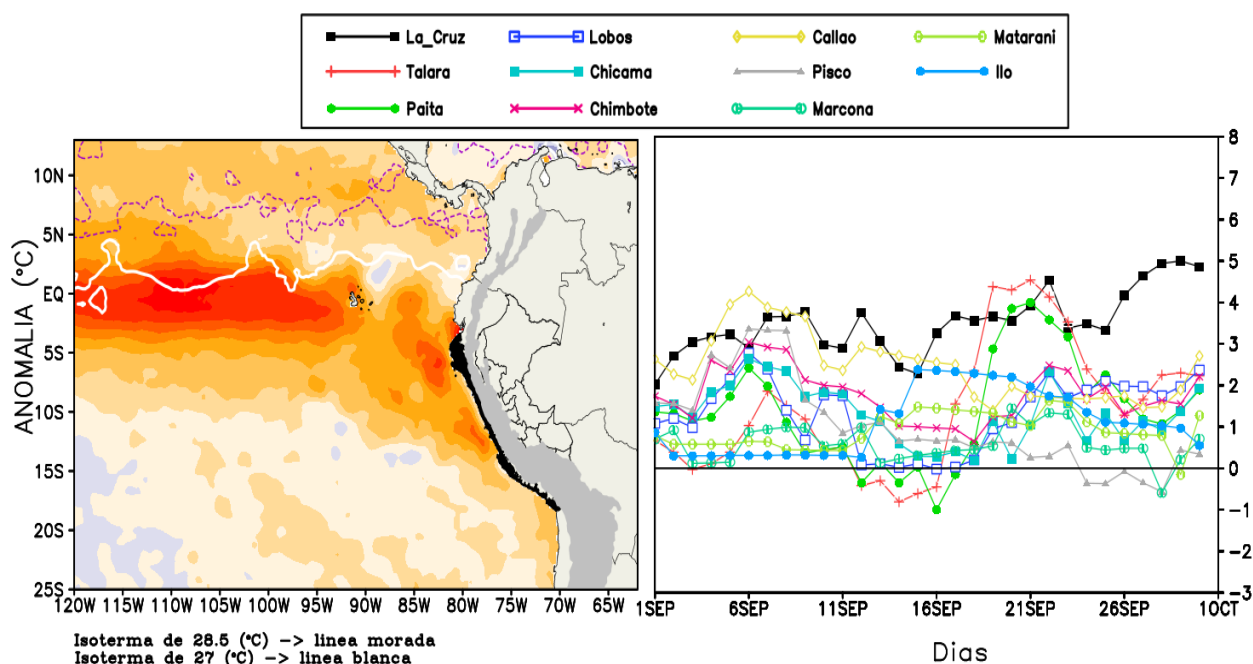 La_Cruz Lobos Callao Matarani
Talara Chicama Pisco Ilo
Paita Chimbote Marcona
ANOMALIA (°C)
10N
5N
EQ
5S
10S
15S
20S
25S
120W 115W 110W 105W 100W 95W 90W 85W 80W 75W 70W 65W
8
7
6
5
4
3
2
1
0
-1
-2
-3
1SEP 6SEP 11SEP 16SEP 21SEP 26SEP 10CT
Dias
Isoterma de 28.5 (°C) -> linea morada
Isoterma de 27 (°C) -> linea blanca